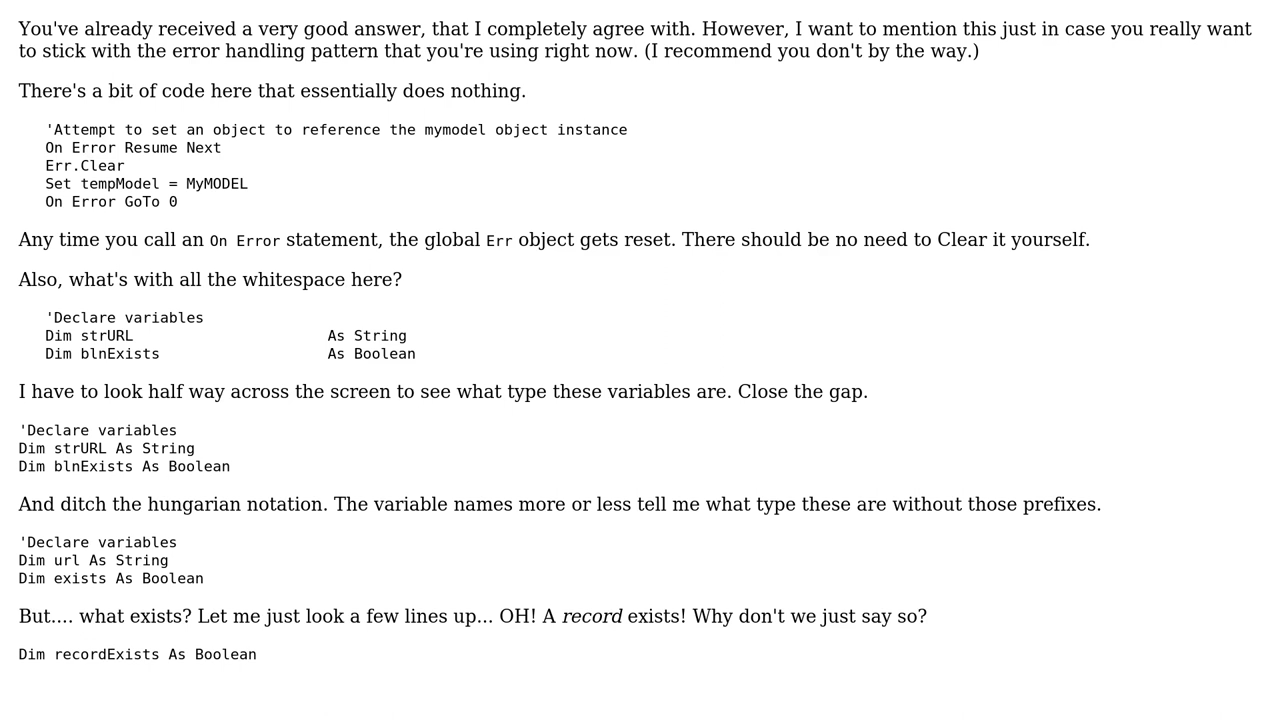 You've already received a very good answer, that I completely agree with. However, I want to mention this just in case you really want
to stick with the error handling pattern that you're using right now. (I recommend you don't by the way.)
There's a bit of code here that essentially does nothing.
'Attempt to set an object to reference the mymodel object instance
On Error Resume Next
Err.Clear
Set tempModel = MyMODEL
On Error GoTo 0
Any time you call an On Error statement, the global Err object gets reset. There should be no need to Clear it yourself.
Also, what's with all the whitespace here?
'Declare variables
Dim strURL                      As String
Dim blnExists                   As Boolean
I have to look half way across the screen to see what type these variables are. Close the gap.
'Declare variables
Dim strURL As String
Dim blnExists As Boolean
And ditch the hungarian notation. The variable names more or less tell me what type these are without those prefixes.
'Declare variables
Dim url As String
Dim exists As Boolean
But.... what exists? Let me just look a few lines up... OH! A record exists! Why don't we just say so?
Dim recordExists As Boolean